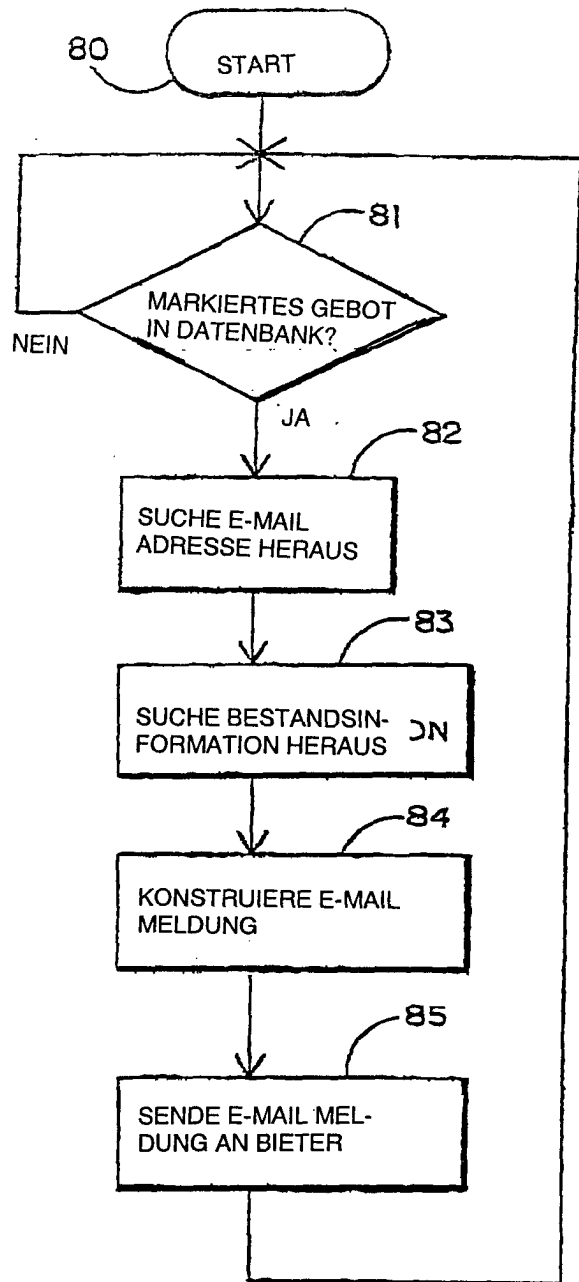 80
START
81
MARKIERTES GEBOT
IN DATENBANK?
NEIN
JA
82
SUCHE E-MAIL
ADRESSE HERAUS
83
SUCHE BESTANDSIN-
FORMATION HERAUS
84
KONSTRUIERE E-MAIL
MELDUNG
85
SENDE E-MAIL MEL-
DUNG AN BIETER